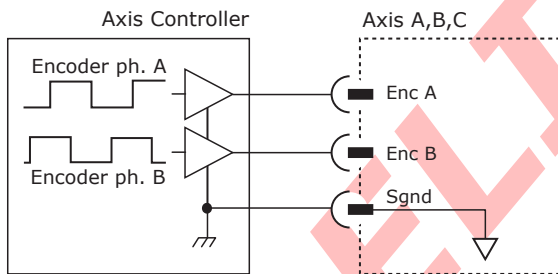 Axis Controller
Axis A,B,C
Encoder ph. A
Enc A
Enc B
Encoder ph. B
Sgnd